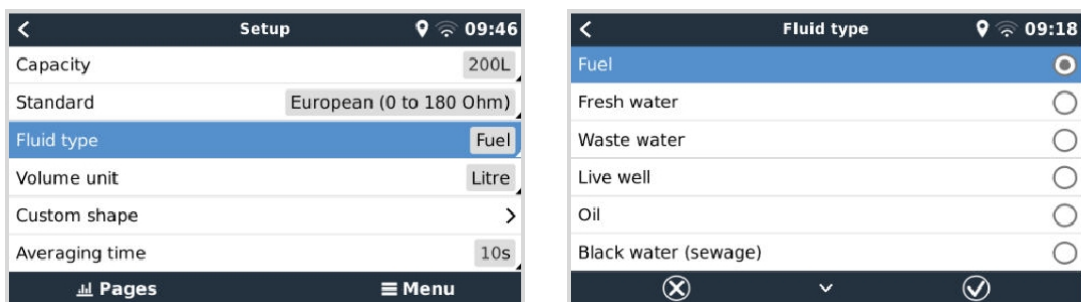 Setup 09:46
Capacity 200L
Standard European (0 to 180 Ohm)
Fluid type Fuel
Volume unit Litre
Custom shape
Averaging time 10s
Pages Menu
Fluid type 09:18
Fuel
Fresh water
Waste water
Live well
Oil
Black water (sewage)